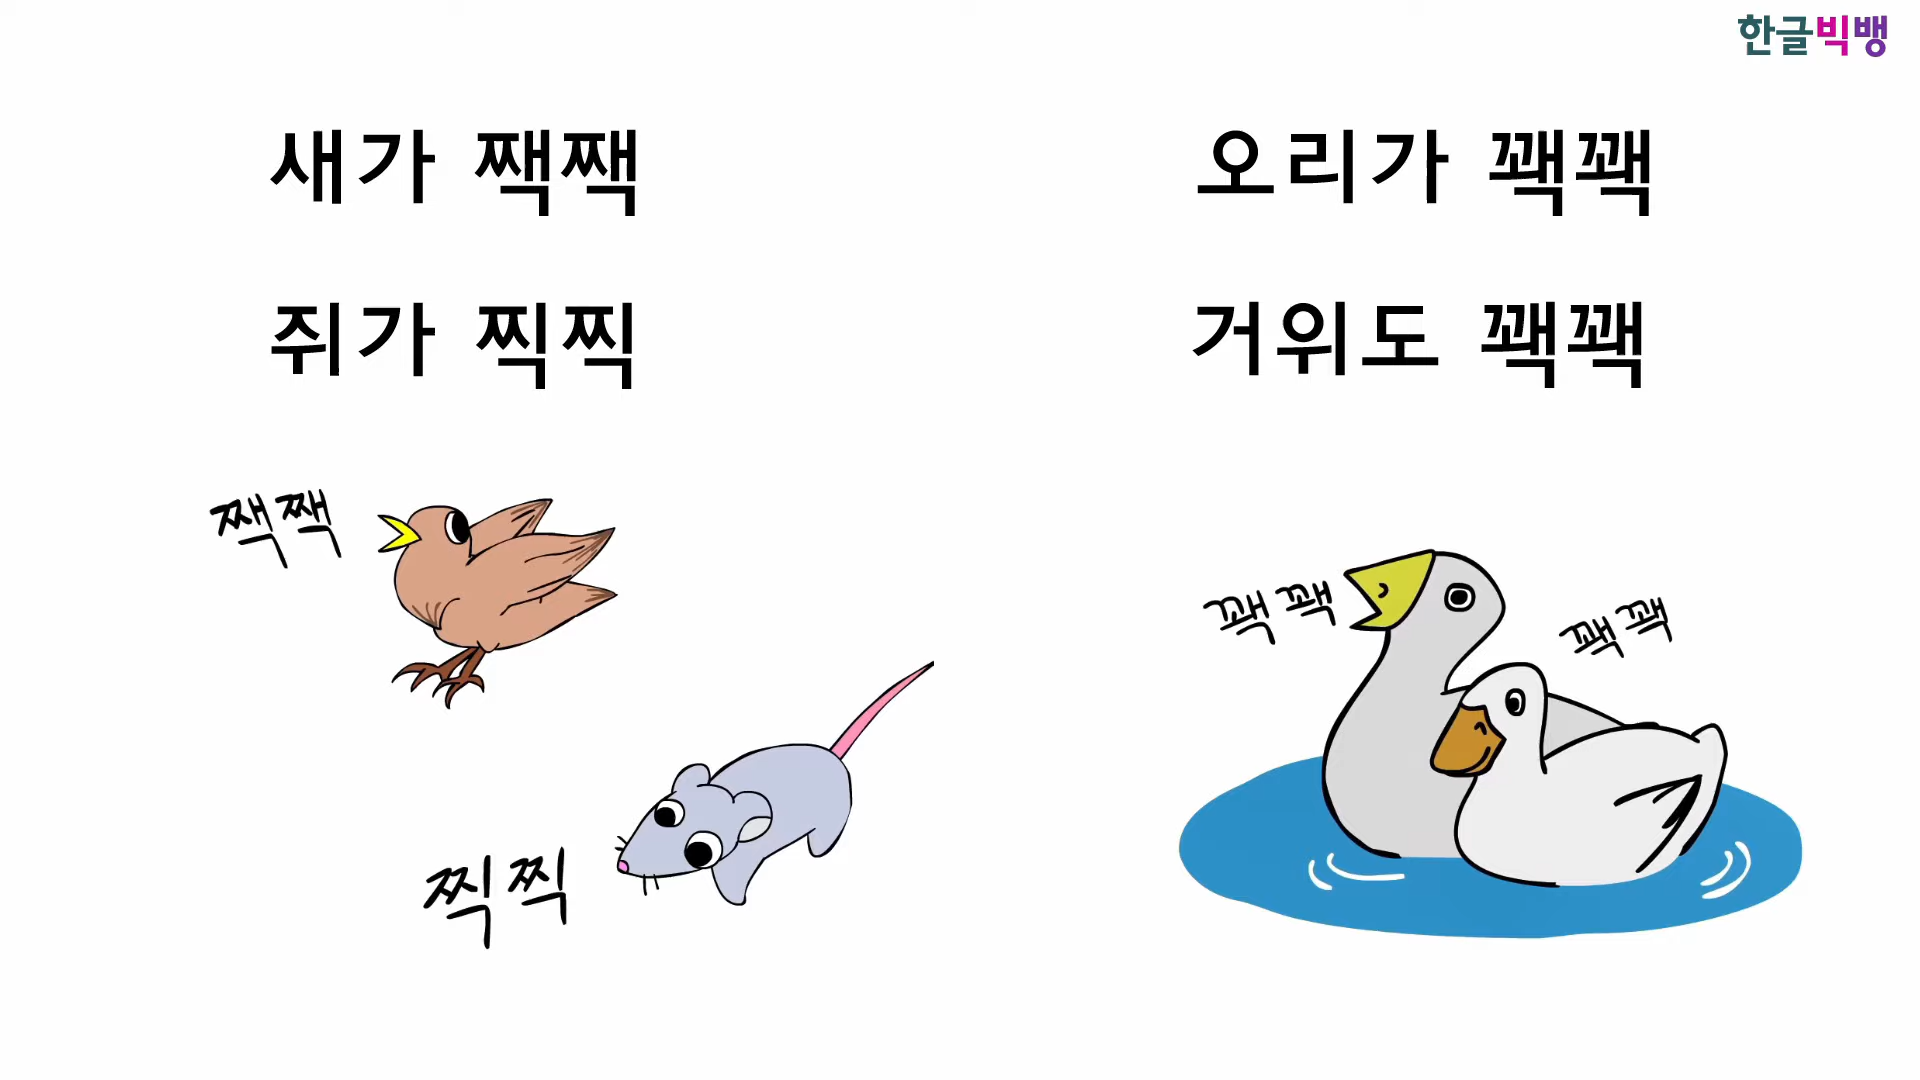 한글빅뱅
새가 짹짹
쥐가 찍찍
오리가 꽥꽥
거위도 꽥꽥
짹짹
찍찍
꽥꽥
꽥꽥